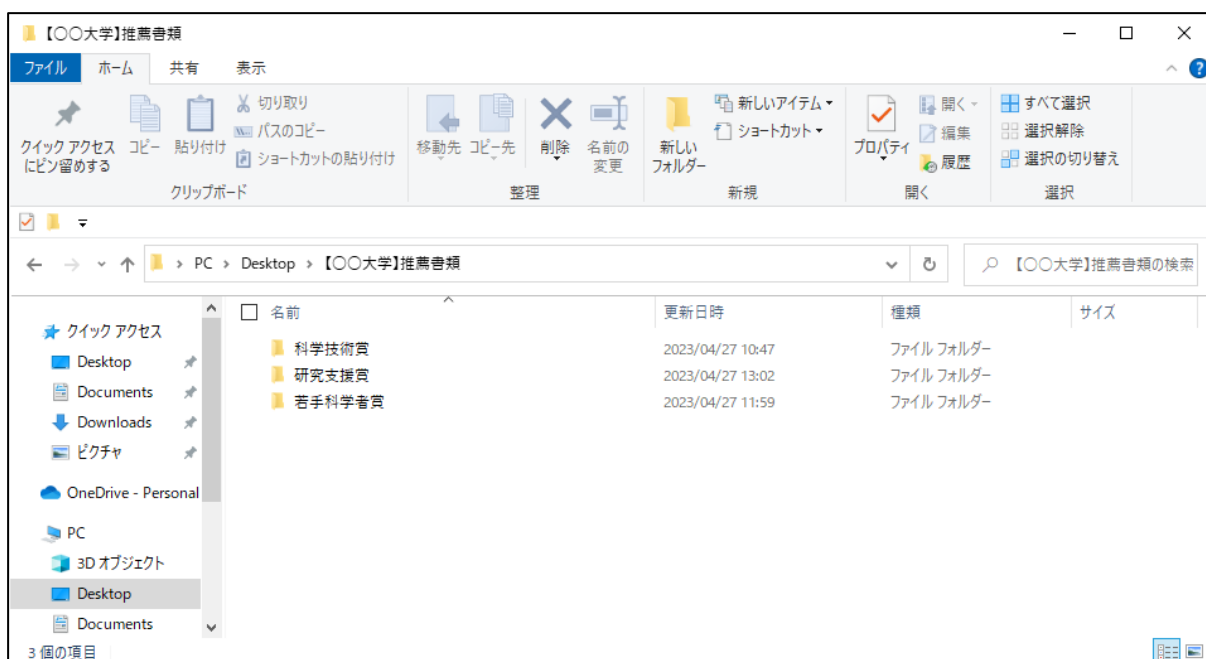 【○○大学】推薦書類
ファイル ホーム 共有 表示
クイック アクセス
にピン留めする
コピー
貼り付け
切り取り
パスのコピー
ショートカットの貼り付け
クリップボード
移動先
コピー先
削除
名前の
変更
整理
新しい
フォルダー
新しいアイテム
ショートカット
新規
プロパティ
開く
編集
履歴
開く
すべて選択
選択解除
選択の切り替え
選択
PC > Desktop > 【○○大学】推薦書類
【○○大学】推薦書類の検索
名前 更新日時 種類 サイズ
科学技術賞 2023/04/27 10:47 ファイル フォルダー
研究支援賞 2023/04/27 13:02 ファイル フォルダー
若手科学者賞 2023/04/27 11:59 ファイル フォルダー
クイック アクセス
Desktop
Documents
Downloads
ピクチャ
OneDrive - Personal
PC
3D オブジェクト
Desktop
Documents
3 個の項目